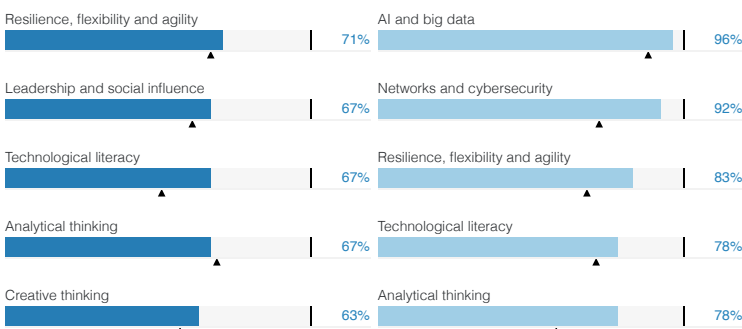 Resilience, flexibility and agility
71%
Leadership and social influence
67%
Technological literacy
67%
Analytical thinking
67%
Creative thinking
63%
AI and big data
96%
Networks and cybersecurity
92%
Resilience, flexibility and agility
83%
Technological literacy
78%
Analytical thinking
78%